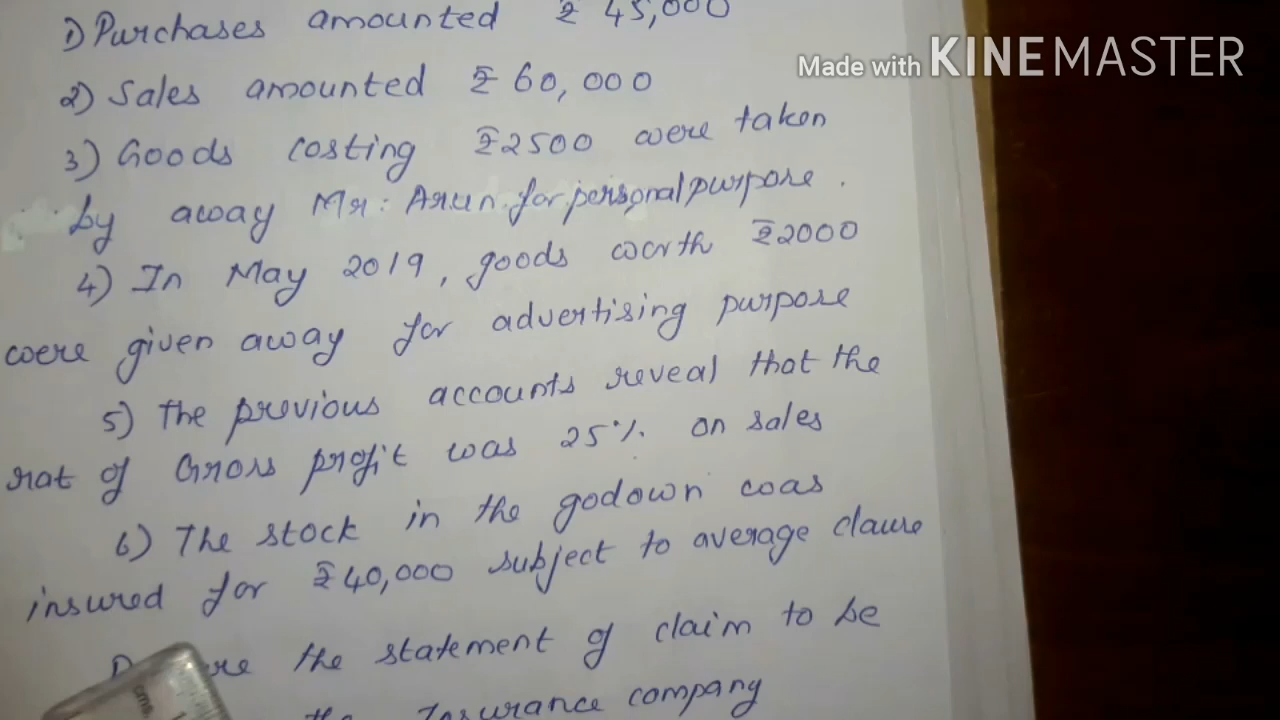 1) Purchases amounted ₹ 45,000
Made with KINEMASTER
2) Sales amounted ₹ 60,000
3) Goods costing ₹2500 were taken
by away Mr: Arun for personal purpose.
4) In May 2019, goods worth ₹2000
were given away for advertising purpose
5) The previous accounts reveal that the
rat of Gross profit was 25% on sales
6) The stock in the godown was
insured for ₹40,000 subject to average clause
the statement of claim to be
the Insurance company
cms